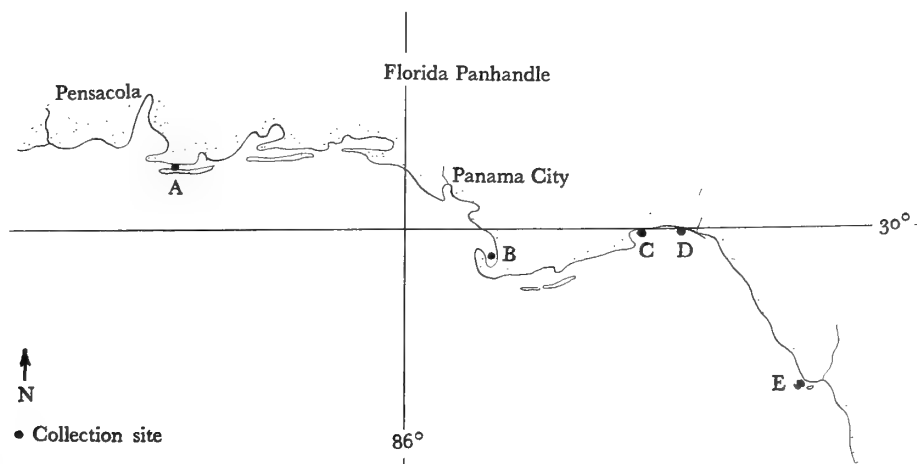 Florida Panhandle
Pensacola
A
Panama City
30°
B
C
D
E
N
• Collection site
86°